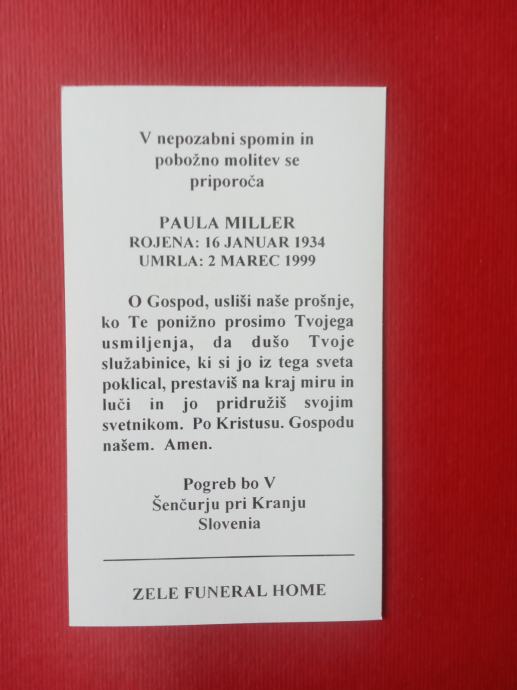 V nepozabni spomin in
pobožno molitev se
priporoča
PAULA MILLER
ROJENA: 16 JANUAR 1934
UMRLA: 2 MAREC 1999
O Gospod, usliši naše prošnje,
ko Te ponižno prosimo Tvojega
usmiljenja, da dušo Tvoje
služabinice, ki si jo iz tega sveta
poklical, prestaviš na kraj miru in
luči in jo pridružiš svojim
svetnikom. Po Kristusu. Gospodu
našem. Amen.
Pogreb bo V
Šenčurju pri Kranju
Slovenia
ZELE FUNERAL HOME